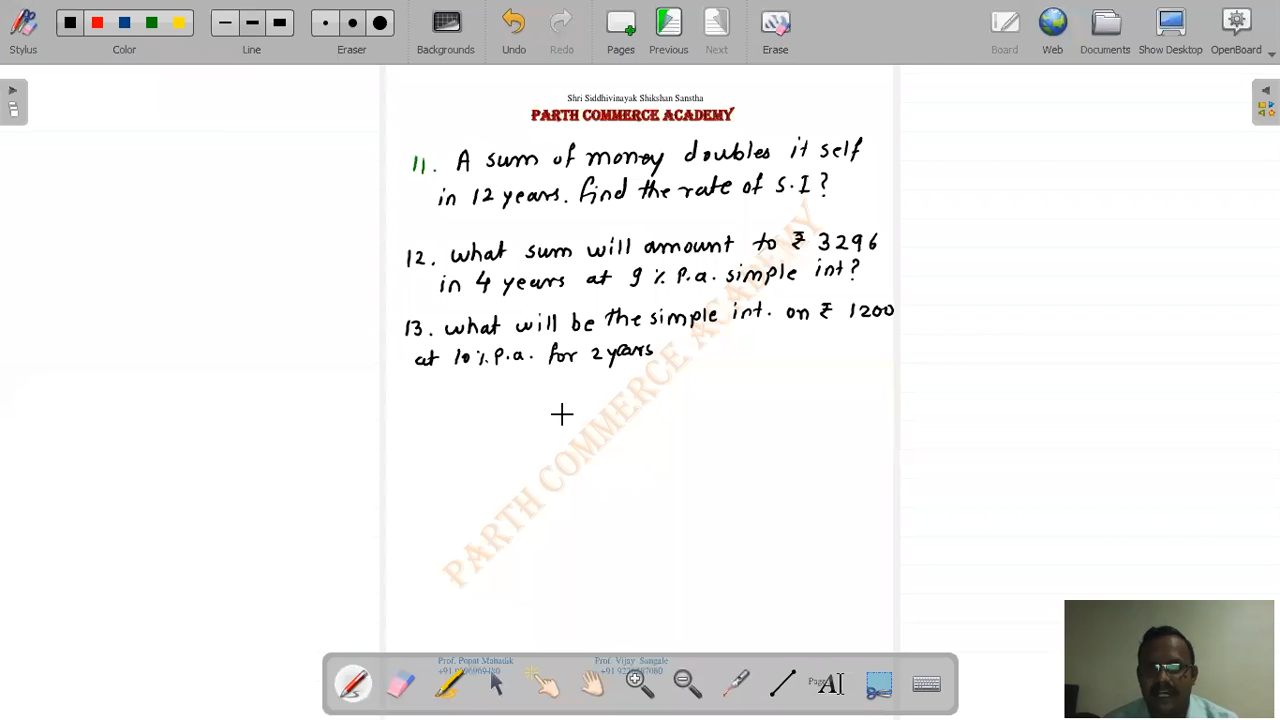 Stylus Color Line Eraser Backgrounds Undo Redo Pages Previous Next Erase Board Web Documents Show Desktop OpenBoard
Shri Siddhivinayak Shikshan Sanstha
PARTH COMMERCE ACADEMY
11. A sum of money doubles it self
in 12 years. find the rate of S.I?
12. what sum will amount to ₹ 3296
in 4 years at 9 % P.a. simple int?
13. what will be the simple int. on ₹ 1200
at 10 % P.a. for 2 years
PARTH COMMERCE ACADEMY
Prof. Popat Mahadik Prof. Vijay Sangale
Page